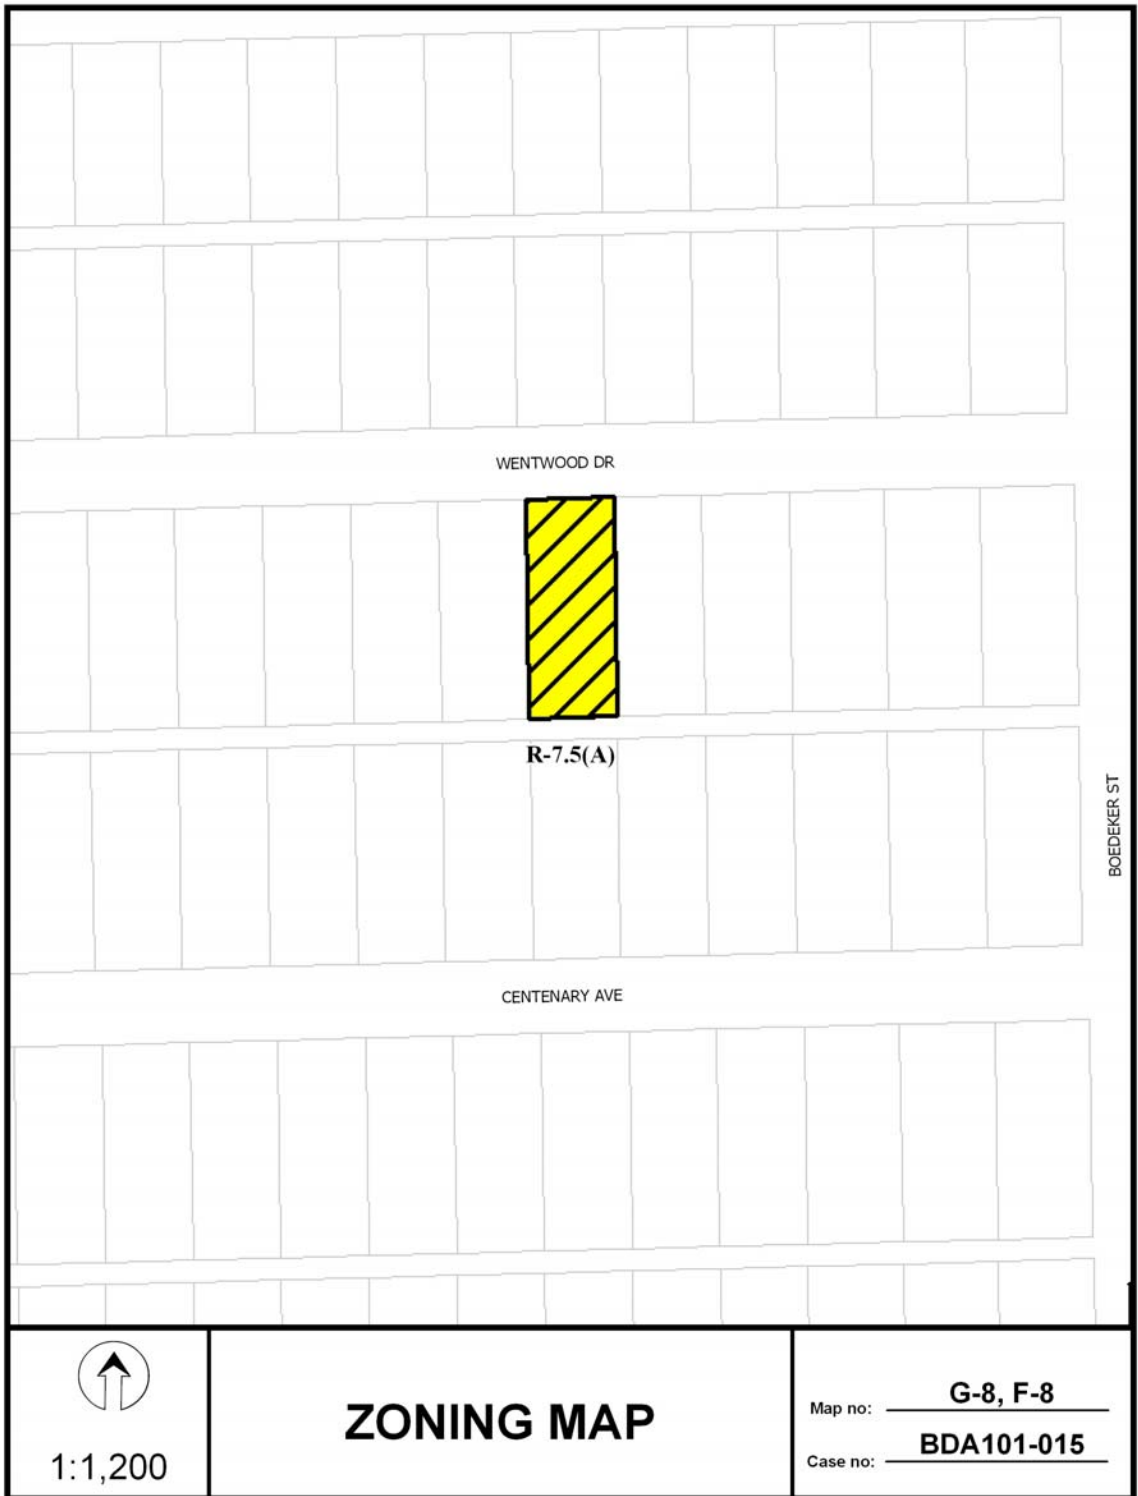 WENTWOOD DR
R-7.5(A)
BOEDEKER ST
CENTENARY AVE
1:1,200
ZONING MAP
Map no: G-8, F-8
Case no: BDA101-015